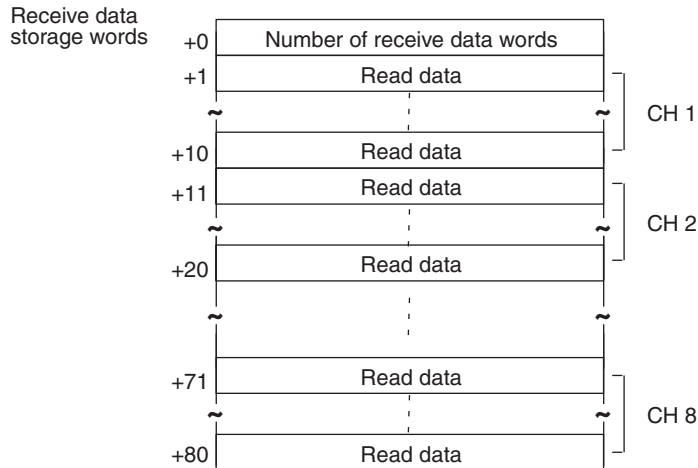 Receive data
storage words
+0 Number of receive data words
+1 Read data
CH 1
+10 Read data
+11 Read data
CH 2
+20 Read data
+71 Read data
CH 8
+80 Read data